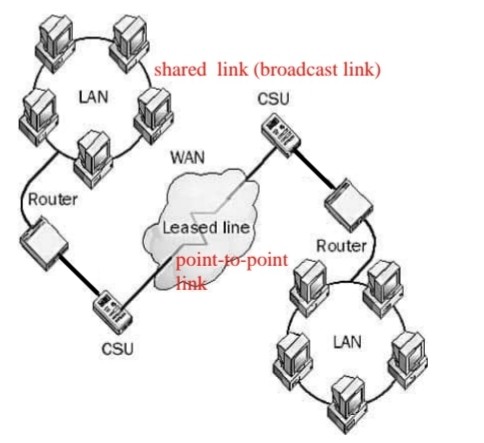 LAN
shared link (broadcast link)
CSU
WAN
Router
Leased line
Router
point-to-point
link
CSU
LAN